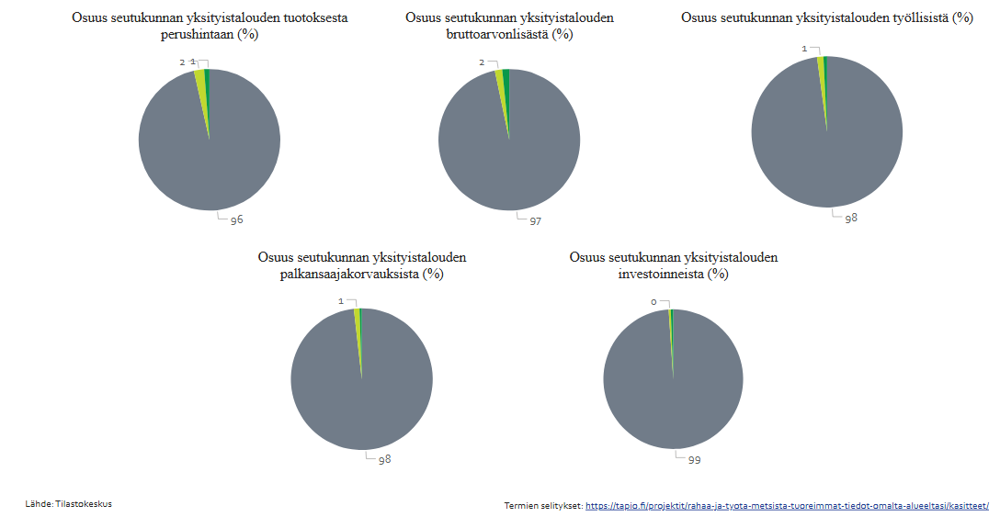 Osuus seutukunnan yksityistalouden tuotoksesta
perushintaan (%)
2 1
96
Osuus seutukunnan yksityistalouden
bruttoarvonlisästä (%)
2
97
Osuus seutukunnan yksityistalouden työllisistä (%)
1
98
Osuus seutukunnan yksityistalouden
palkansaajakorvauksista (%)
1
98
Osuus seutukunnan yksityistalouden
investoinneista (%)
0
99
Lähde: Tilastokeskus
Termien selitykset: https://tapio.fi/projektit/rahaa-ja-tyota-metsista-tuoreimmat-tiedot-omalta-alueeltasi/kasitteet/